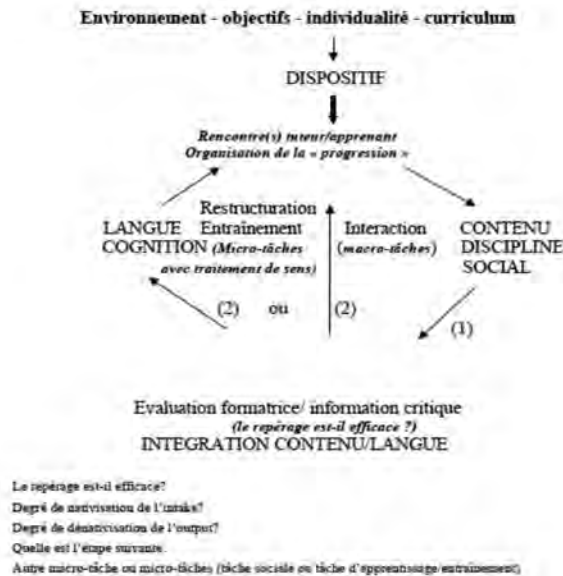 Environnement - objectifs - individualité - curriculum
DISPOSITIF
Rencontre(s) tuteur/apprenant
Organisation de la « progression »
Restructuration
LANGUE Entraînement Interaction CONTENU
COGNITION (Micro-tâches (macro-tâches) DISCIPLINE
avec traitement de sens) SOCIAL
(2) ou (2) (1)
Evaluation formatrice/ information critique
(le repérage est-il efficace ?)
INTEGRATION CONTENU/LANGUE
Le repérage est-il efficace?
Degré de nativisation de l'intake?
Degré de dénativisation de l'output?
Quelle est l'étape suivante.
Autre macro-tâche ou micro-tâches (tâche sociale ou tâche d'apprentissage/entraînement)